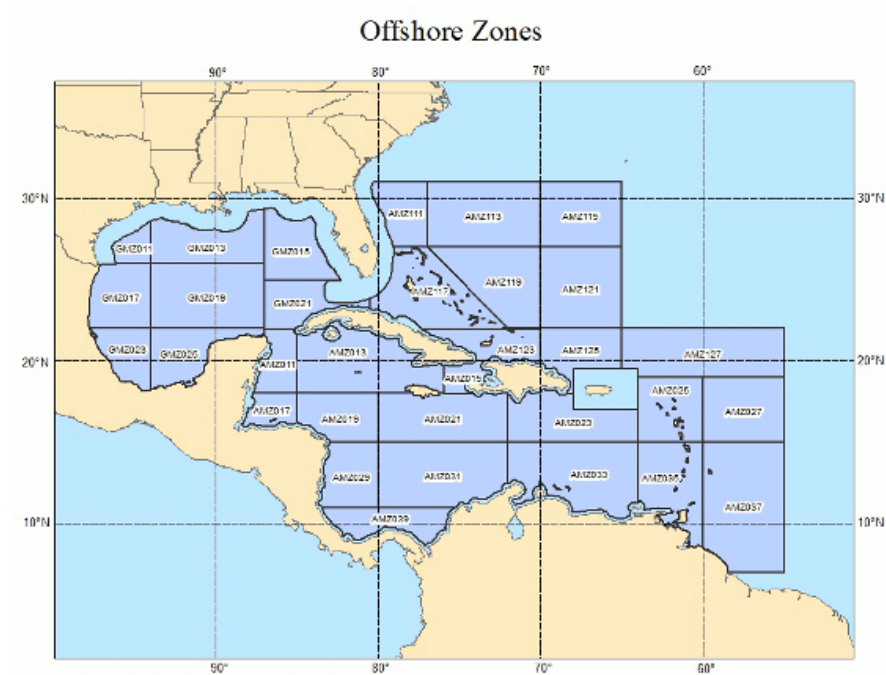 Offshore Zones
90° 80° 70° 60°
30°N AMZ111 AMZ113 AMZ115 30°N
GMZ011 GMZ013 GMZ015
AMZ119
GMZ017 GMZ019 GMZ021 AMZ117 AMZ121
GMZ023 GMZ025 AMZ013 AMZ123 AMZ125 AMZ127
20°N AMZ011 20°N
AMZ015
AMZ017 AMZ019 AMZ021 AMZ023 AMZ025 AMZ027
AMZ029 AMZ031 AMZ033 AMZ035
AMZ037
10°N AMZ039 10°N
90° 80° 70° 60°